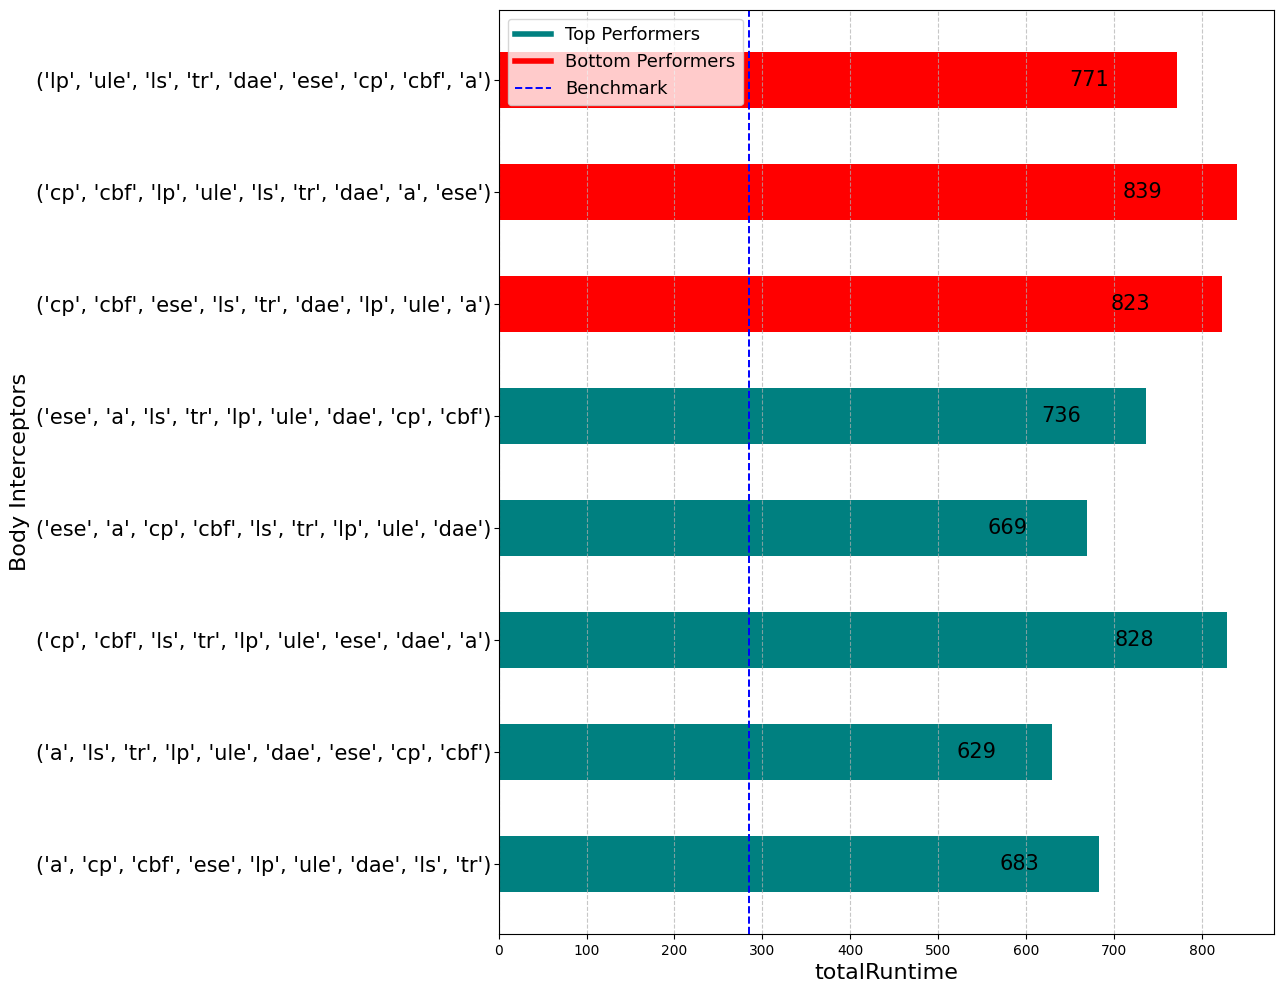 Top Performers
Bottom Performers
Benchmark
('lp', 'ule', 'ls', 'tr', 'dae', 'ese', 'cp', 'cbf', 'a')
771
('cp', 'cbf', 'lp', 'ule', 'ls', 'tr', 'dae', 'a', 'ese')
839
('cp', 'cbf', 'ese', 'ls', 'tr', 'dae', 'lp', 'ule', 'a')
823
('ese', 'a', 'ls', 'tr', 'lp', 'ule', 'dae', 'cp', 'cbf')
736
('ese', 'a', 'cp', 'cbf', 'ls', 'tr', 'lp', 'ule', 'dae')
669
('cp', 'cbf', 'ls', 'tr', 'lp', 'ule', 'ese', 'dae', 'a')
828
('a', 'ls', 'tr', 'lp', 'ule', 'dae', 'ese', 'cp', 'cbf')
629
('a', 'cp', 'cbf', 'ese', 'lp', 'ule', 'dae', 'ls', 'tr')
683
Body Interceptors
0 100 200 300 400 500 600 700 800
totalRuntime